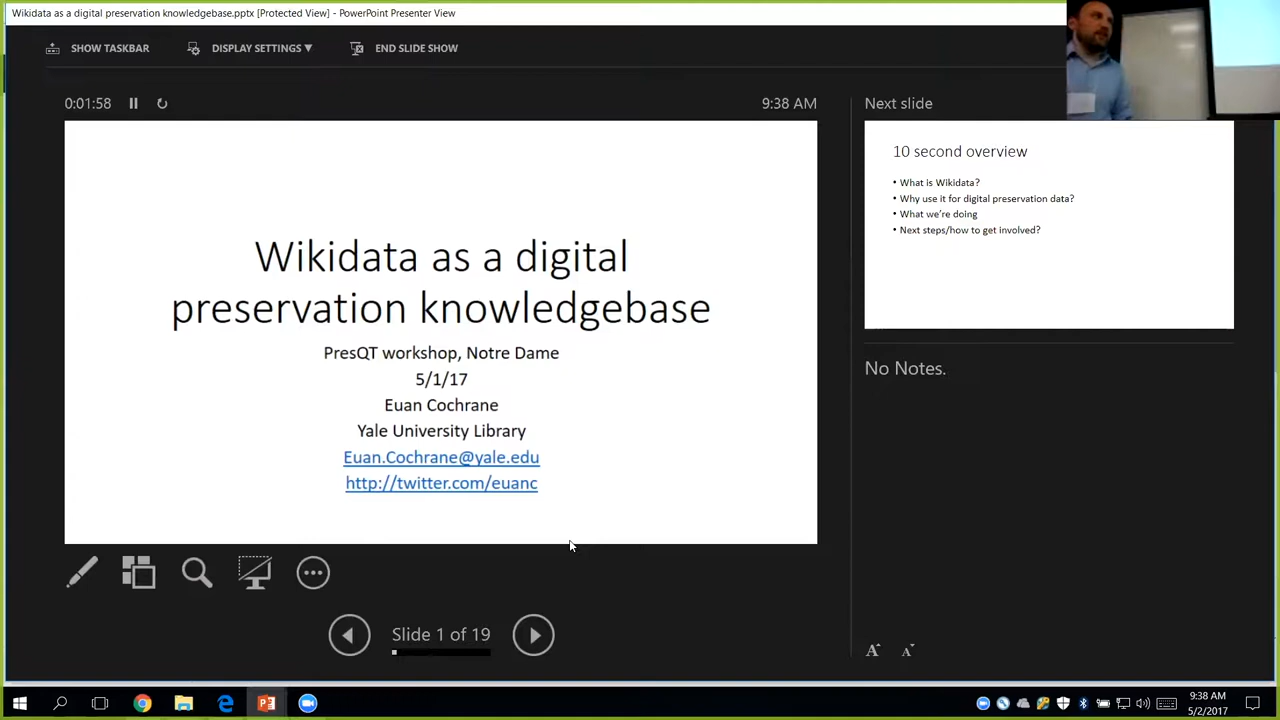 Wikidata as a digital preservation knowledgebase.pptx [Protected View] - PowerPoint Presenter View
SHOW TASKBAR
DISPLAY SETTINGS ▼
END SLIDE SHOW
0:01:58
9:38 AM
Wikidata as a digital
preservation knowledgebase
PresQT workshop, Notre Dame
5/1/17
Euan Cochrane
Yale University Library
Euan.Cochrane@yale.edu
http://twitter.com/euanc
Slide 1 of 19
Next slide
10 second overview
• What is Wikidata?
• Why use it for digital preservation data?
• What we're doing
• Next steps/how to get involved?
No Notes.
A A
9:38 AM
5/2/2017